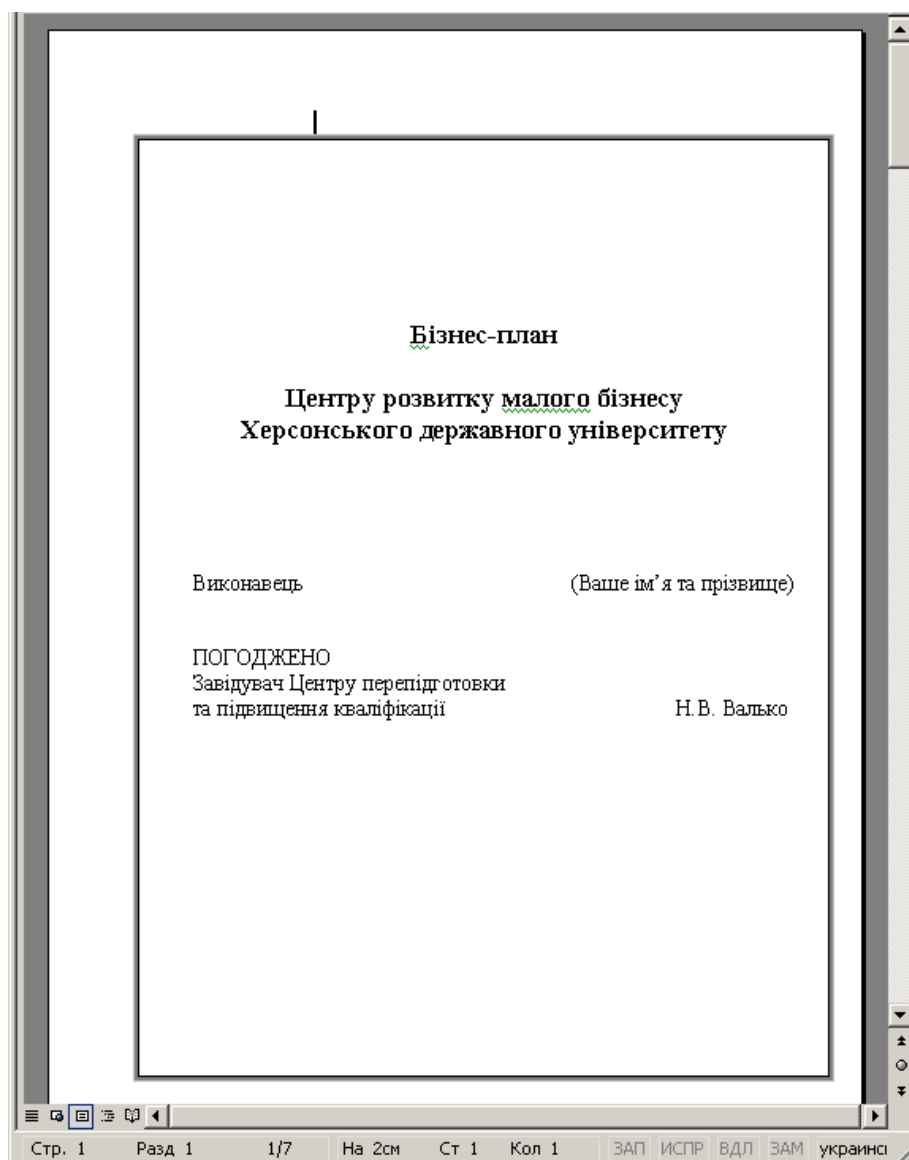 Бізнес-план
Центру розвитку малого бізнесу
Херсонського державного університету
Виконавець (Ваше ім’я та прізвище)
ПОГОДЖЕНО
Завідувач Центру перепідготовки
та підвищення кваліфікації Н.В. Валько
Стр. 1 Разд 1 1/7 На 2см Ст 1 Кол 1 ЗАП ИСПР ВДЛ ЗАМ украинс